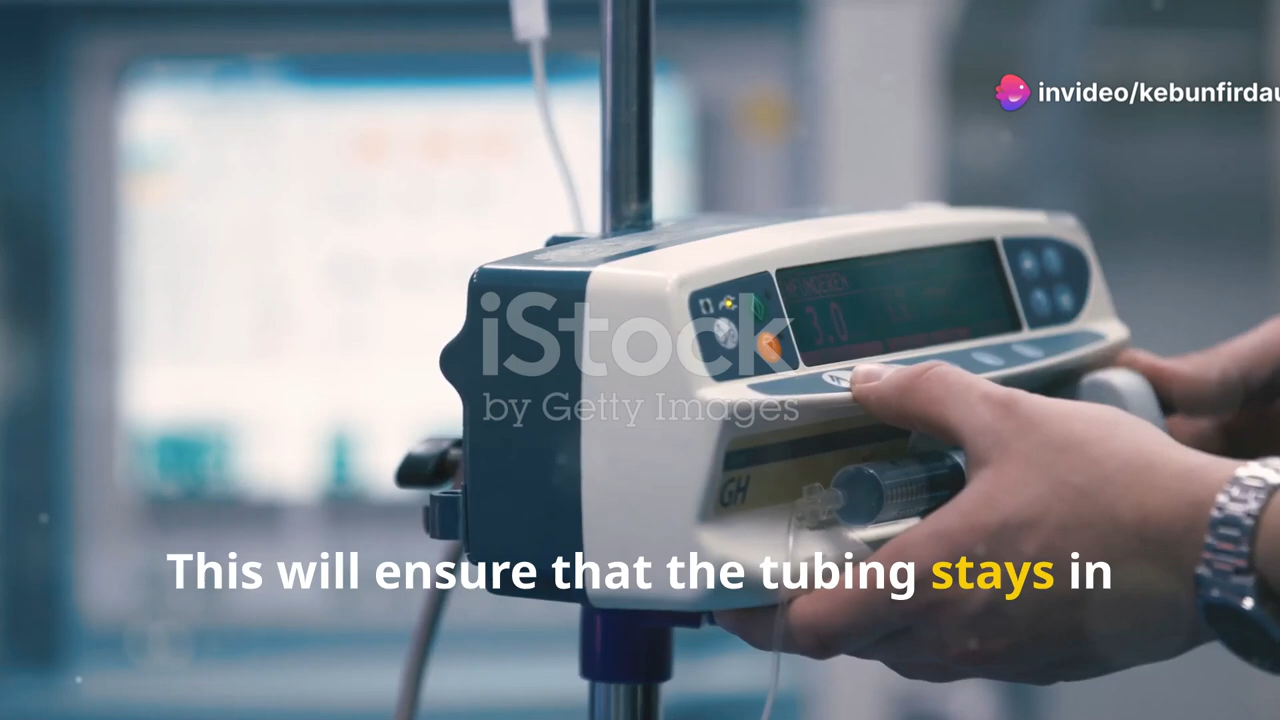 invideo/kebunfirdau
3.0
iStock
by Getty Images
GH
This will ensure that the tubing stays in